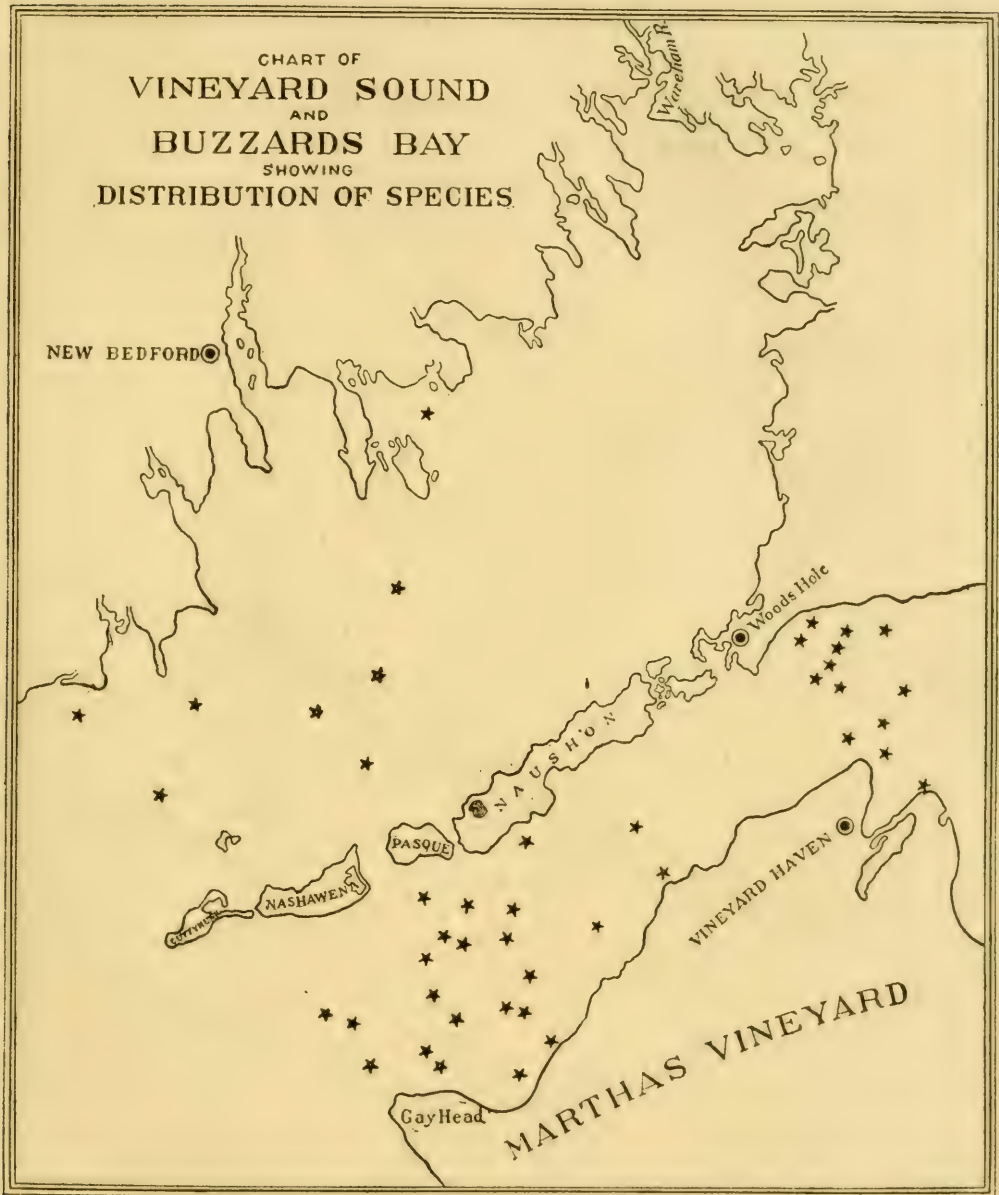 CHART OF
VINEYARD SOUND
AND
BUZZARDS BAY
SHOWING
DISTRIBUTION OF SPECIES
Wareham R.
NEW BEDFORD
Woods Hole
NAUSHON
PASQUE
NASHAWENA
CUTTYHUNK
VINEYARD HAVEN
MARTHAS VINEYARD
Gay Head